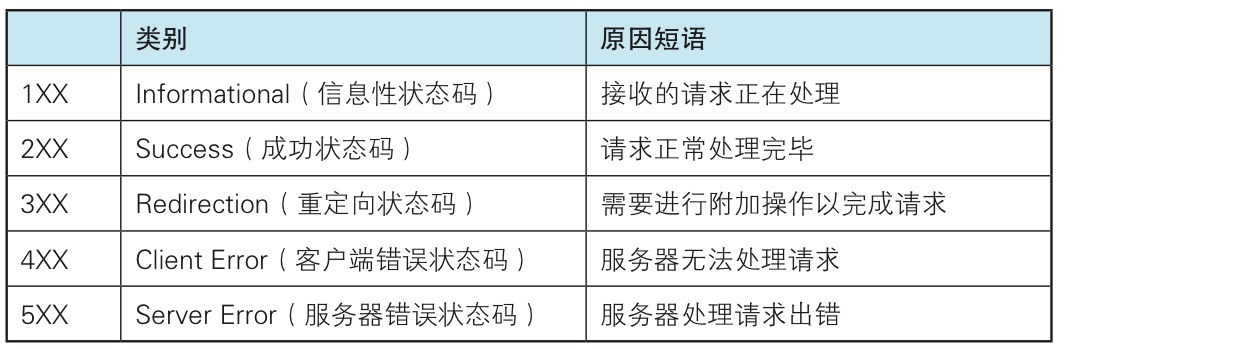 类别 原因短语
1XX Informational（信息性状态码） 接收的请求正在处理
2XX Success（成功状态码） 请求正常处理完毕
3XX Redirection（重定向状态码） 需要进行附加操作以完成请求
4XX Client Error（客户端错误状态码） 服务器无法处理请求
5XX Server Error（服务器错误状态码） 服务器处理请求出错